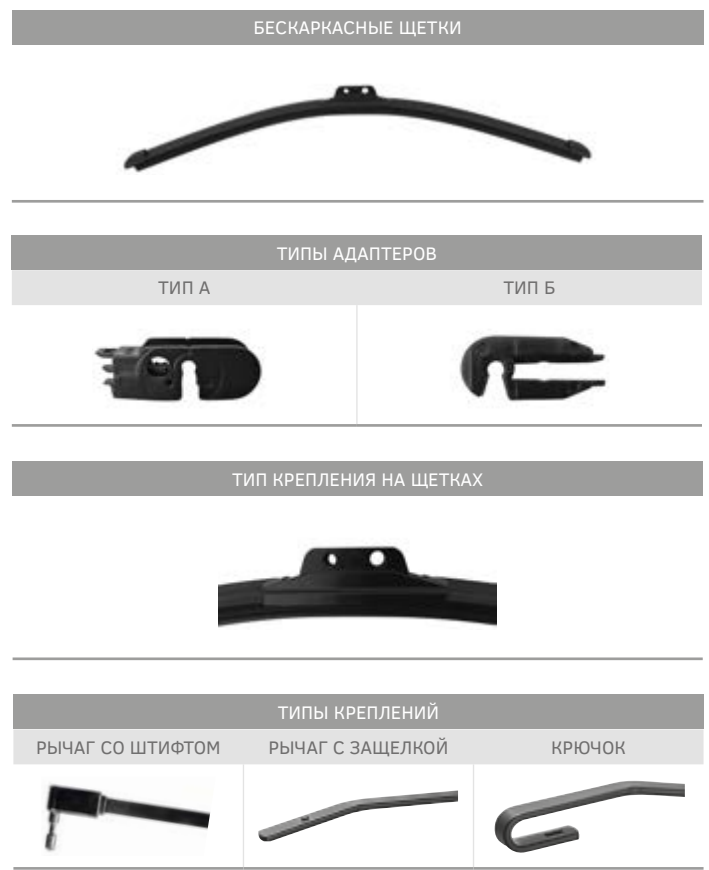 БЕСКАРКАСНЫЕ ЩЕТКИ
ТИПЫ АДАПТЕРОВ
ТИП А
ТИП Б
ТИП КРЕПЛЕНИЯ НА ЩЕТКАХ
ТИПЫ КРЕПЛЕНИЙ
РЫЧАГ СО ШТИФТОМ
РЫЧАГ С ЗАЩЕЛКОЙ
КРЮЧОК